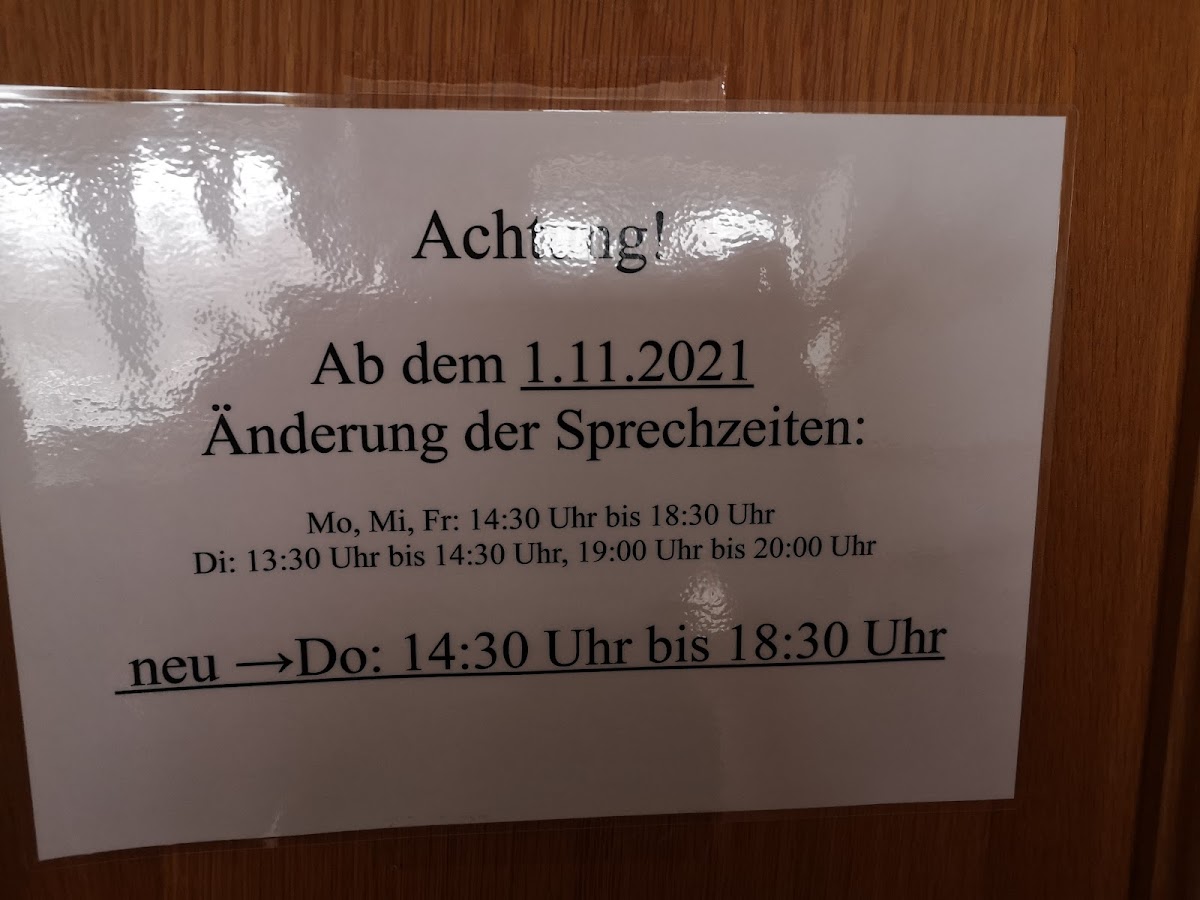 Achtung!
Ab dem 1.11.2021
Änderung der Sprechzeiten:
Mo, Mi, Fr: 14:30 Uhr bis 18:30 Uhr
Di: 13:30 Uhr bis 14:30 Uhr, 19:00 Uhr bis 20:00 Uhr
neu →Do: 14:30 Uhr bis 18:30 Uhr